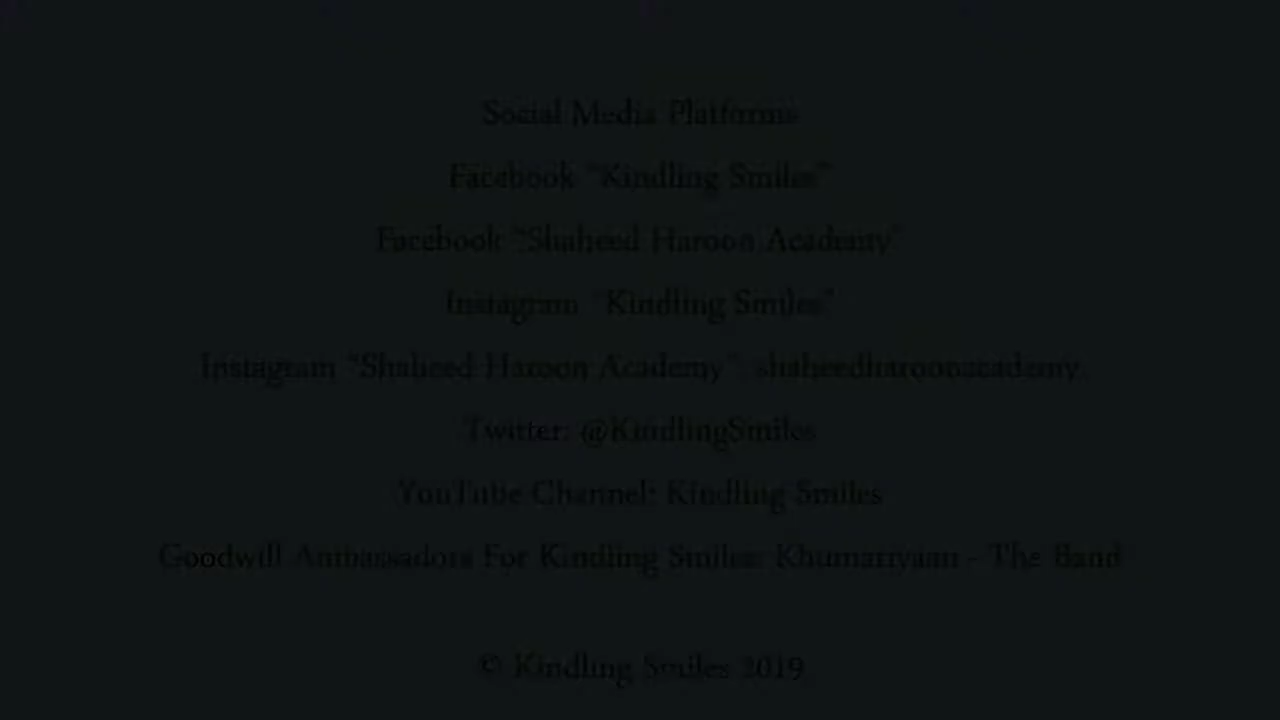 Social Media Platforms
Facebook "Kindling Smiles"
Facebook "Shaheed Haroon Academy"
Instagram "Kindling Smiles"
Instagram "Shaheed Haroon Academy": shaheedharoonacademy
Twitter: @KindlingSmiles
YouTube Channel: Kindling Smiles
Goodwill Ambassadors For Kindling Smiles: Khumariyaan - The Band
© Kindling Smiles 2019